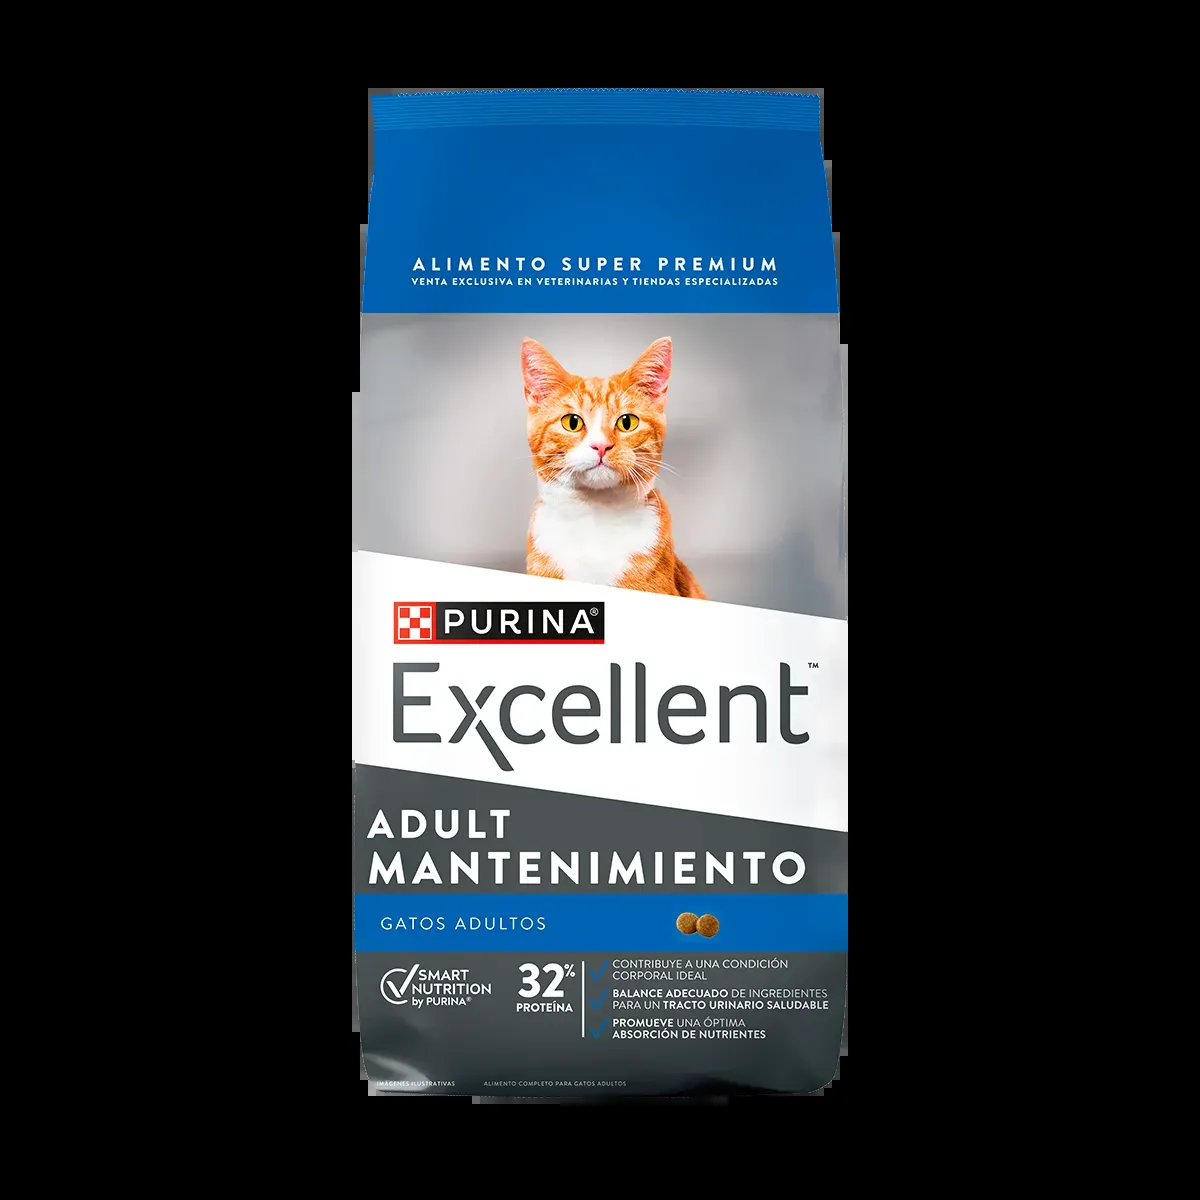 ALIMENTO SUPER PREMIUM
VENTA EXCLUSIVA EN VETERINARIAS Y TIENDAS ESPECIALIZADAS
PURINA®
Excellent™
ADULT
MANTENIMIENTO
GATOS ADULTOS
SMART
NUTRITION
by PURINA®
32%
PROTEÍNA
CONTRIBUYE A UNA CONDICIÓN
CORPORAL IDEAL
BALANCE ADECUADO DE INGREDIENTES
PARA UN TRACTO URINARIO SALUDABLE
PROMUEVE UNA ÓPTIMA
ABSORCIÓN DE NUTRIENTES
IMÁGENES ILUSTRATIVAS
ALIMENTO COMPLETO PARA GATOS ADULTOS